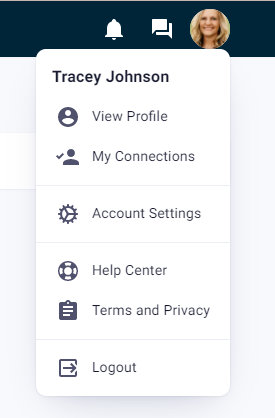 Tracey Johnson
View Profile
My Connections
Account Settings
Help Center
Terms and Privacy
Logout